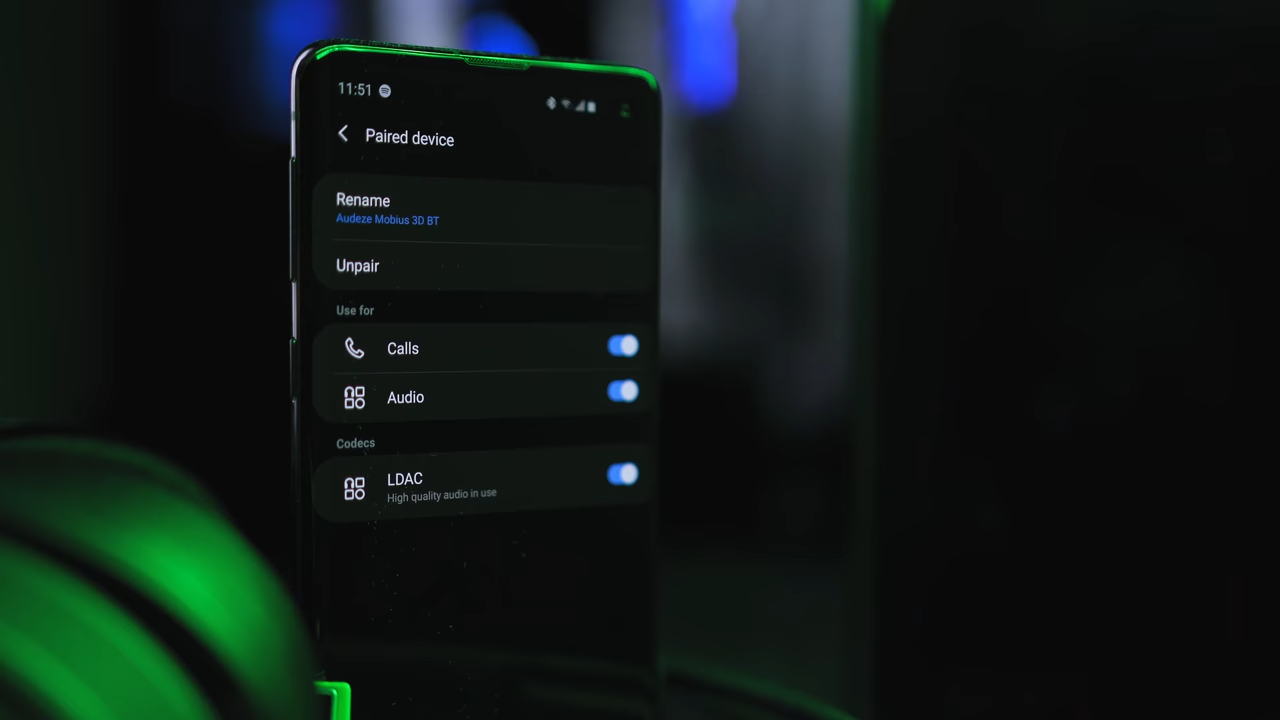 11:51
Paired device
Rename
Audeze Mobius 3D BT
Unpair
Use for
Calls
Audio
Codecs
LDAC
High quality audio in use